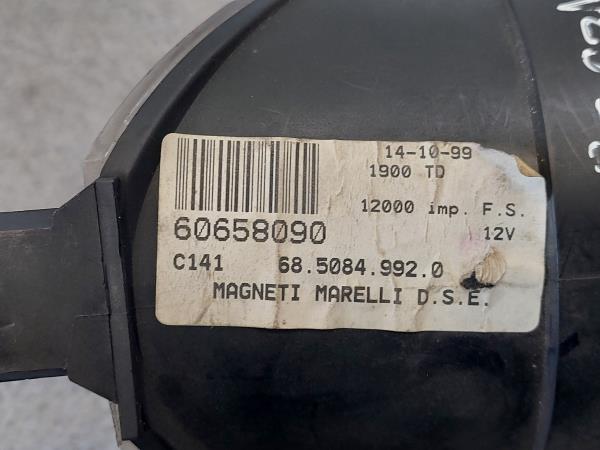 14-10-99
1900 TD
12000 imp. F.S.
60658090
12V
C141 68.5084.992.0
MAGNETI MARELLI D.S.E.